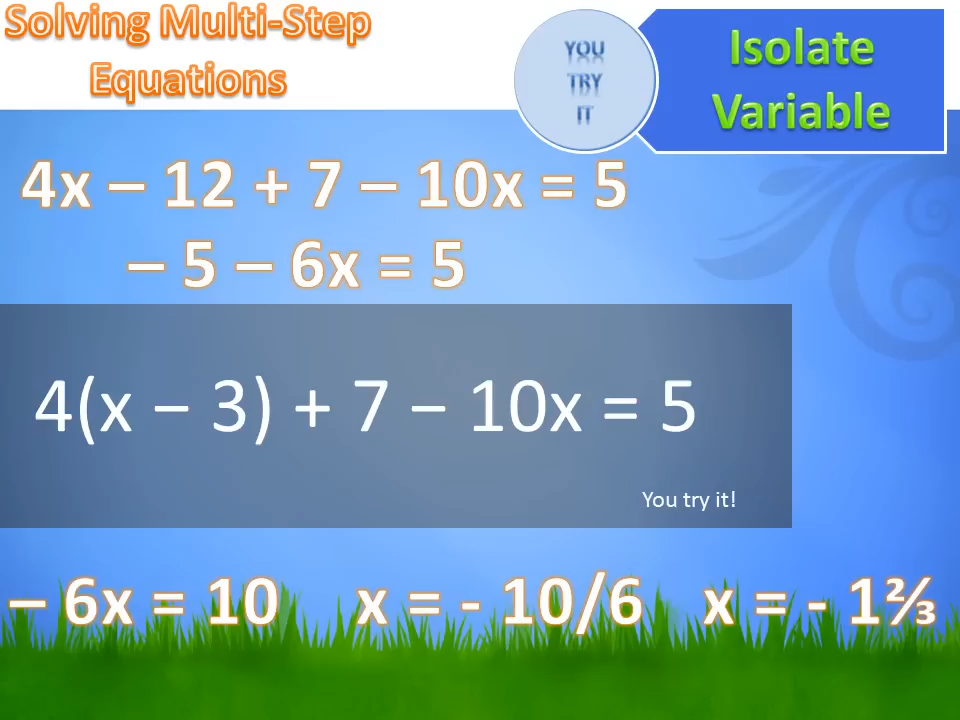 Solving Multi-Step
Equations
YOU
TRY
IT
Isolate
Variable
4x – 12 + 7 – 10x = 5
– 5 – 6x = 5
4(x − 3) + 7 − 10x = 5
You try it!
– 6x = 10 x = - 10/6 x = - 1⅔